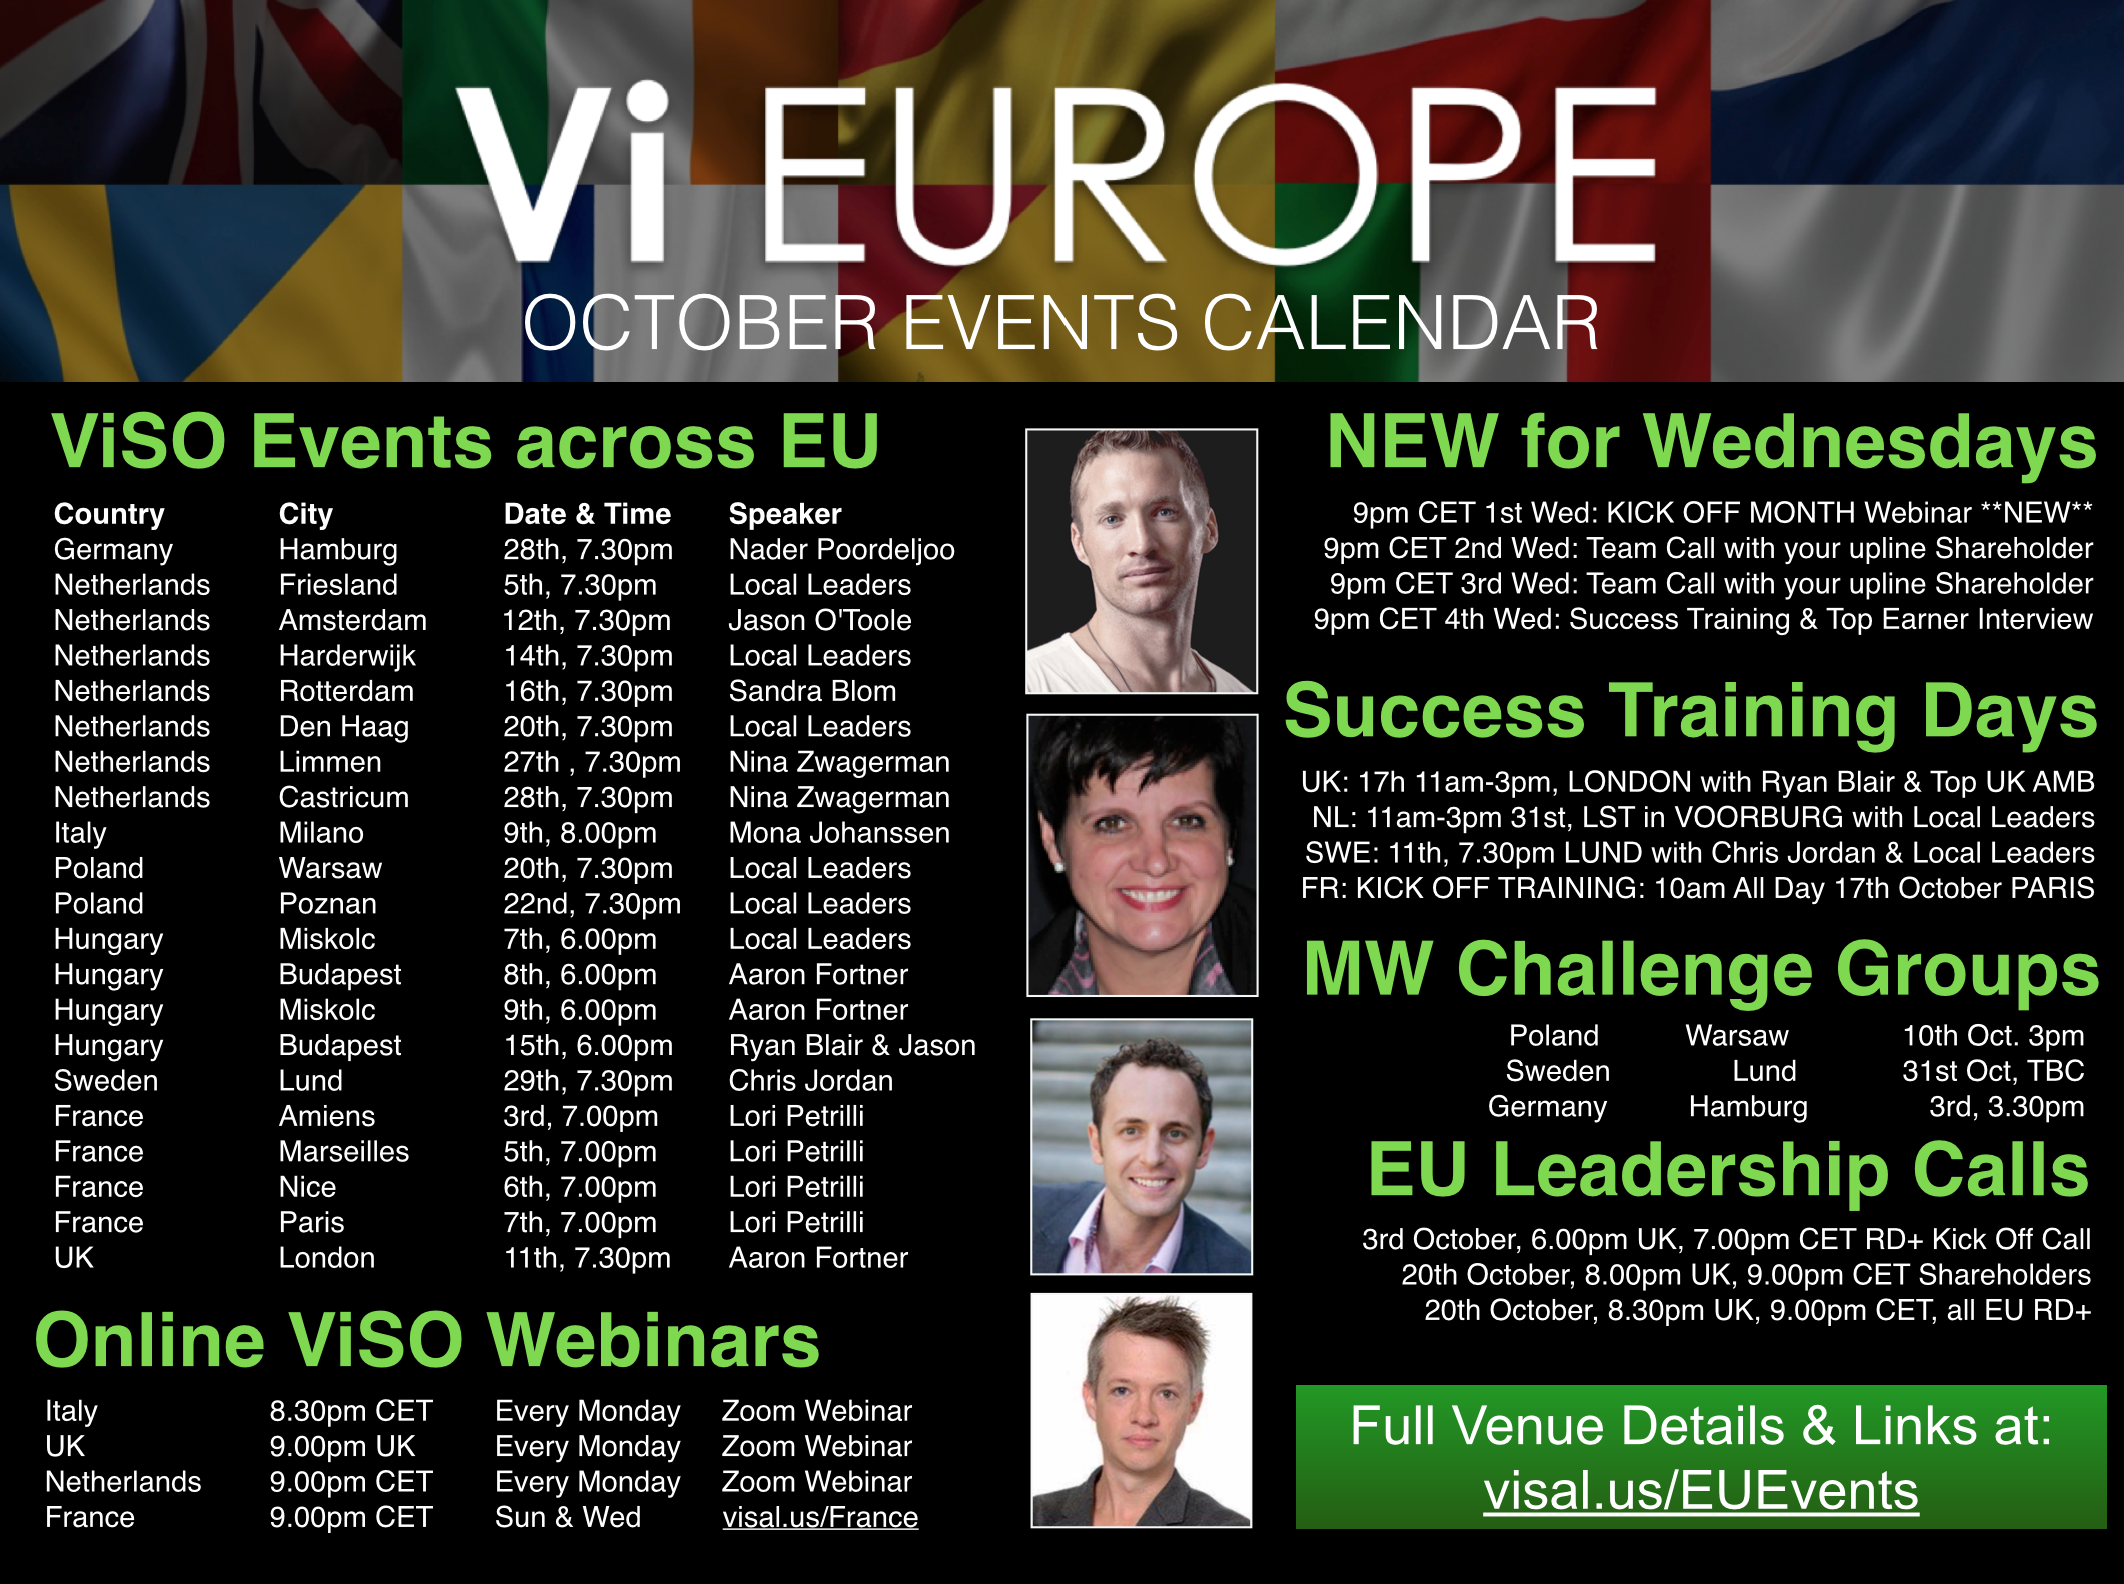 Vi EUROPE
OCTOBER EVENTS CALENDAR
ViSO Events across EU
Country City Date & Time Speaker
Germany Hamburg 28th, 7.30pm Nader Poordeljoo
Netherlands Friesland 5th, 7.30pm Local Leaders
Netherlands Amsterdam 12th, 7.30pm Jason O'Toole
Netherlands Harderwijk 14th, 7.30pm Local Leaders
Netherlands Rotterdam 16th, 7.30pm Sandra Blom
Netherlands Den Haag 20th, 7.30pm Local Leaders
Netherlands Limmen 27th , 7.30pm Nina Zwagerman
Netherlands Castricum 28th, 7.30pm Nina Zwagerman
Italy Milano 9th, 8.00pm Mona Johanssen
Poland Warsaw 20th, 7.30pm Local Leaders
Poland Poznan 22nd, 7.30pm Local Leaders
Hungary Miskolc 7th, 6.00pm Local Leaders
Hungary Budapest 8th, 6.00pm Aaron Fortner
Hungary Miskolc 9th, 6.00pm Aaron Fortner
Hungary Budapest 15th, 6.00pm Ryan Blair & Jason
Sweden Lund 29th, 7.30pm Chris Jordan
France Amiens 3rd, 7.00pm Lori Petrilli
France Marseilles 5th, 7.00pm Lori Petrilli
France Nice 6th, 7.00pm Lori Petrilli
France Paris 7th, 7.00pm Lori Petrilli
UK London 11th, 7.30pm Aaron Fortner
Online ViSO Webinars
Italy 8.30pm CET Every Monday Zoom Webinar
UK 9.00pm UK Every Monday Zoom Webinar
Netherlands 9.00pm CET Every Monday Zoom Webinar
France 9.00pm CET Sun & Wed visal.us/France
NEW for Wednesdays
9pm CET 1st Wed: KICK OFF MONTH Webinar **NEW**
9pm CET 2nd Wed: Team Call with your upline Shareholder
9pm CET 3rd Wed: Team Call with your upline Shareholder
9pm CET 4th Wed: Success Training & Top Earner Interview
Success Training Days
UK: 17h 11am-3pm, LONDON with Ryan Blair & Top UK AMB
NL: 11am-3pm 31st, LST in VOORBURG with Local Leaders
SWE: 11th, 7.30pm LUND with Chris Jordan & Local Leaders
FR: KICK OFF TRAINING: 10am All Day 17th October PARIS
MW Challenge Groups
Poland Warsaw 10th Oct. 3pm
Sweden Lund 31st Oct, TBC
Germany Hamburg 3rd, 3.30pm
EU Leadership Calls
3rd October, 6.00pm UK, 7.00pm CET RD+ Kick Off Call
20th October, 8.00pm UK, 9.00pm CET Shareholders
20th October, 8.30pm UK, 9.00pm CET, all EU RD+
Full Venue Details & Links at:
visal.us/EUEvents